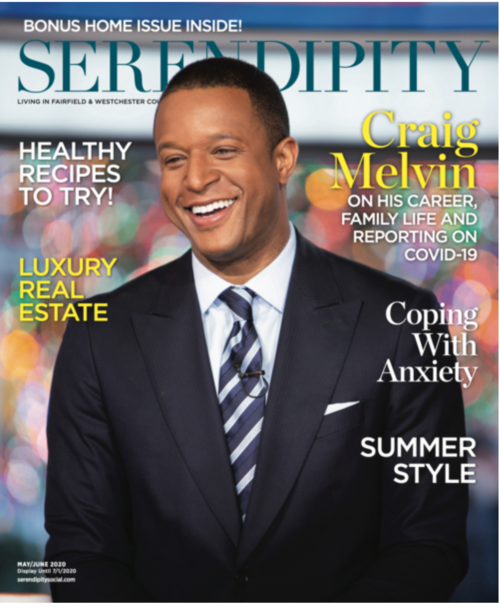 BONUS HOME ISSUE INSIDE!
SERENDIPITY
LIVING IN FAIRFIELD & WESTCHESTER
HEALTHY
RECIPES
TO TRY!
LUXURY
REAL
ESTATE
Craig
Melvin
ON HIS CAREER,
FAMILY LIFE AND
REPORTING ON
COVID-19
Coping
With
Anxiety
SUMMER
STYLE
MAY/JUNE 2020
Display Until 7/1/2020
serendipitysocial.com